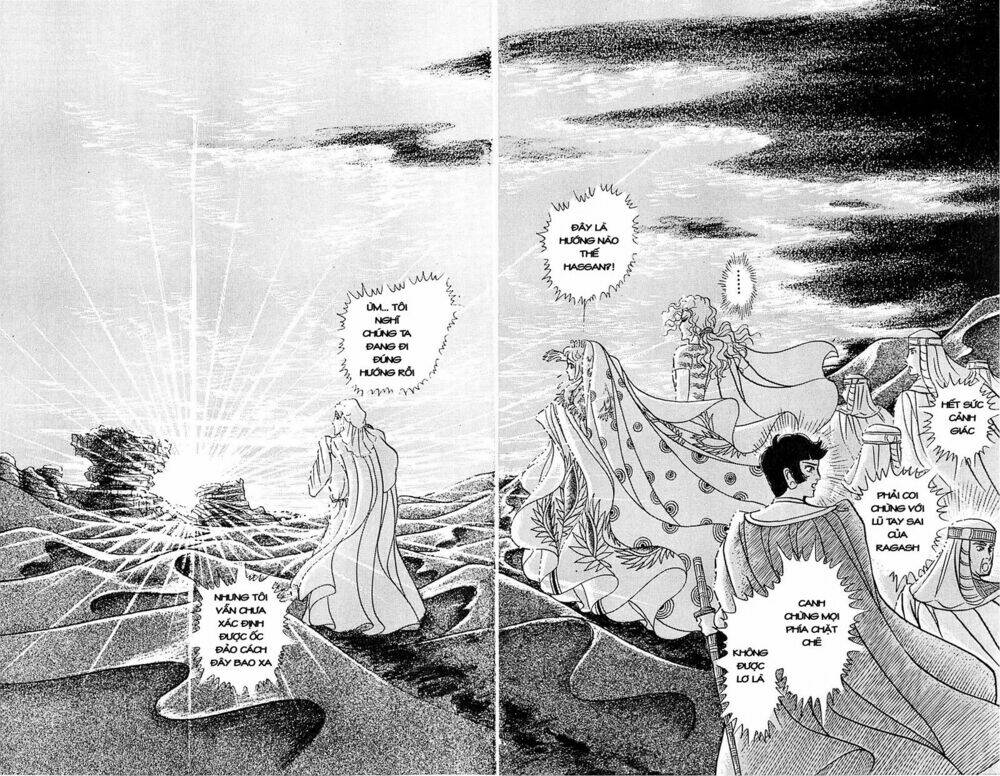 ĐÂY LÀ
HƯỚNG NÀO
THẾ
HASSAN?!
......
HẾT SỨC
CẢNH
GIÁC
PHẢI COI
CHỪNG VỚI
LŨ TAY SAI
CỦA
RAGASH
CANH
CHỪNG MỌI
PHÍA CHẶT
CHẼ
KHÔNG
ĐƯỢC
LƠ LÀ
ỪM... TÔI
NGHĨ
CHÚNG TA
ĐANG ĐI
ĐÚNG
HƯỚNG RỒI
NHƯNG TÔI
VẪN CHƯA
XÁC ĐỊNH
ĐƯỢC ỐC
ĐẢO CÁCH
ĐÂY BAO XA